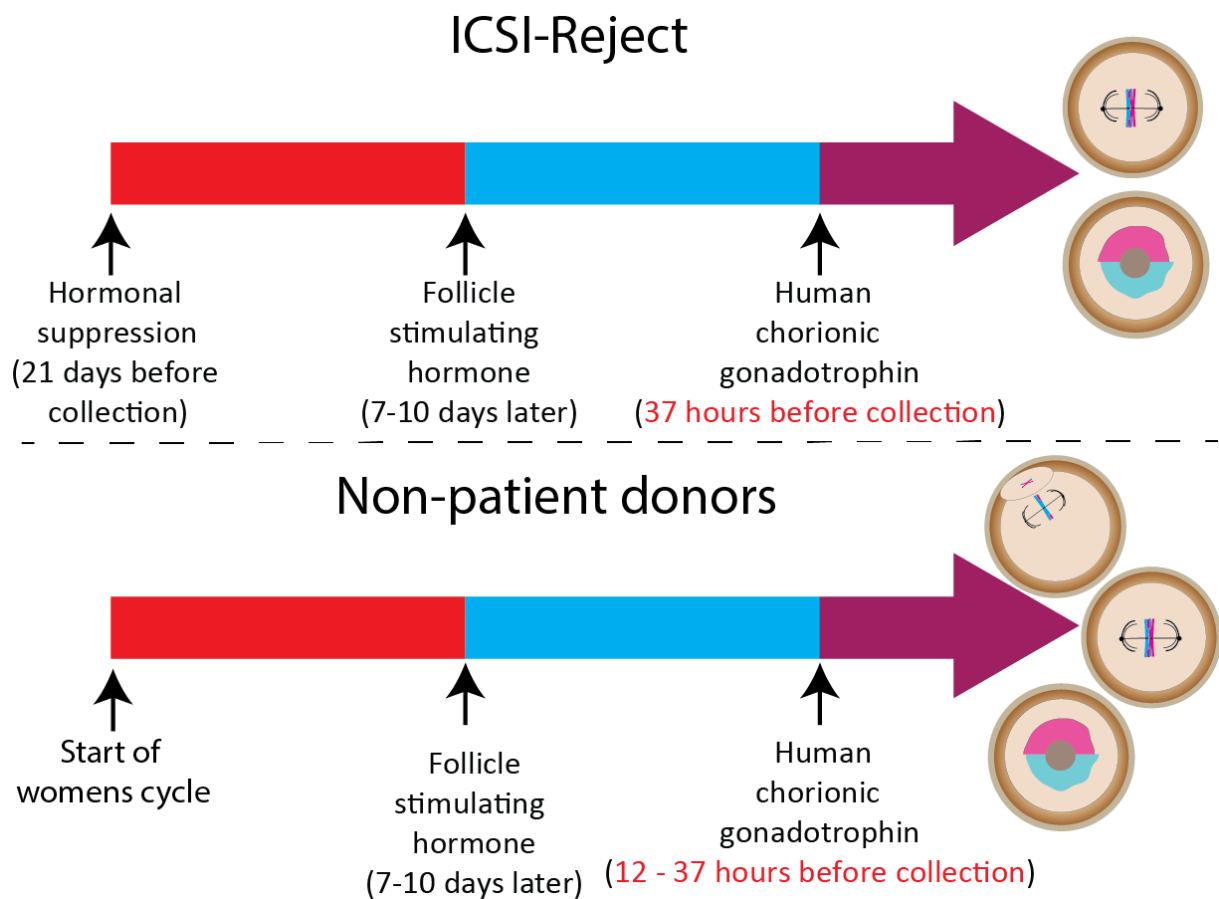 ICSI-Reject
Hormonal
suppression
(21 days before
collection)
Follicle
stimulating
hormone
(7-10 days later)
Human
chorionic
gonadotrophin
(37 hours before collection)
Non-patient donors
Start of
womens cycle
Follicle
stimulating
hormone
(7-10 days later)
Human
chorionic
gonadotrophin
(12 - 37 hours before collection)